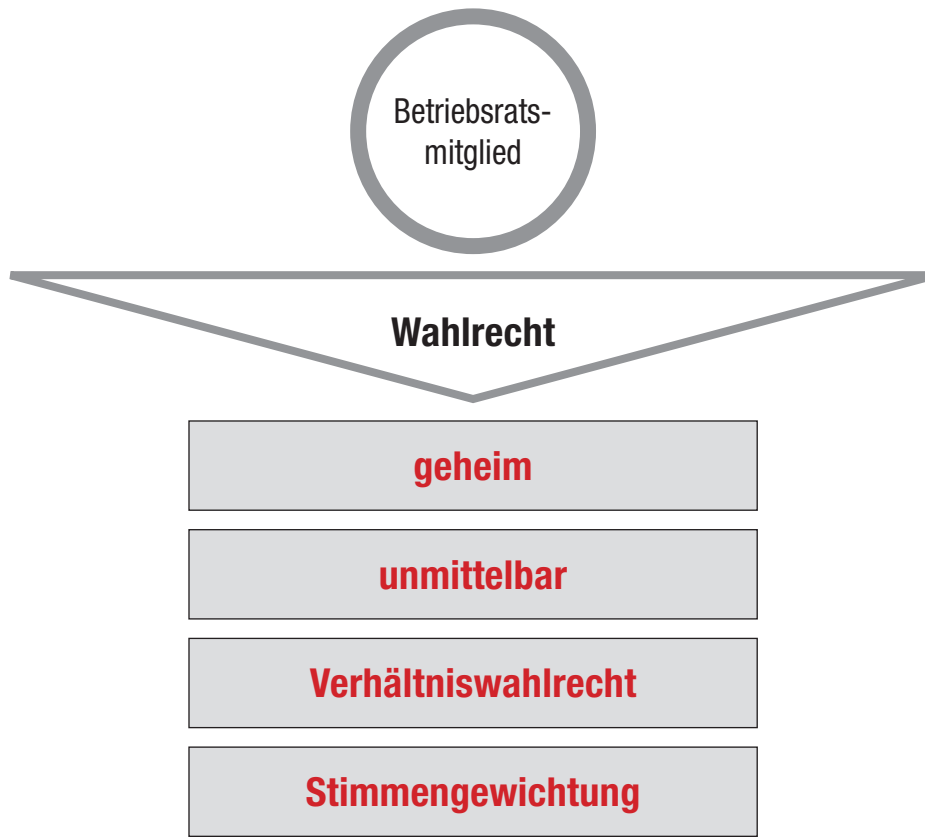 Betriebsrats-
mitglied
Wahlrecht
geheim
unmittelbar
Verhältniswahlrecht
Stimmengewichtung